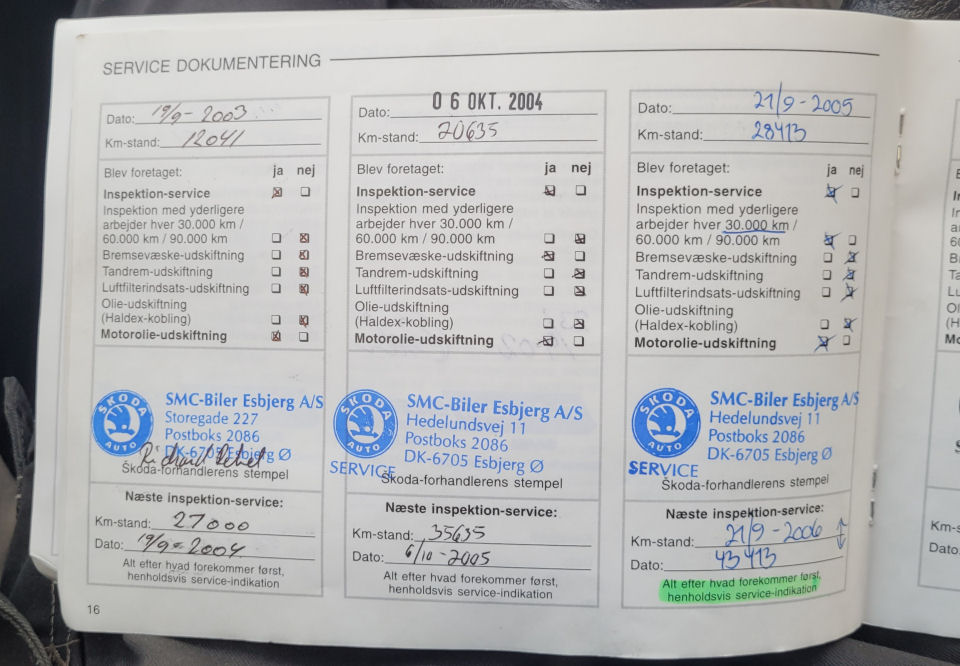 SERVICE DOKUMENTERING
Dato: 19/9-2003
Km-stand: 12041
Blev foretaget: ja nej
Inspektion-service
Inspektion med yderligere
arbejder hver 30.000 km /
60.000 km / 90.000 km
Bremsevæske-udskiftning
Tandrem-udskiftning
Luftfilterindsats-udskiftning
Olie-udskiftning
(Haldex-kobling)
Motorolie-udskiftning
SKODA
AUTO
SMC-Biler Esbjerg A/S
Storegade 227
Postboks 2086
DK-6705 Esbjerg Ø
Skoda-forhandlerens stempel
Næste inspektion-service:
Km-stand: 27000
Dato: 19/9-2004
Alt efter hvad forekommer først,
henholdsvis service-indikation
16
Dato: 06 OKT. 2004
Km-stand: 20635
Blev foretaget: ja nej
Inspektion-service
Inspektion med yderligere
arbejder hver 30.000 km /
60.000 km / 90.000 km
Bremsevæske-udskiftning
Tandrem-udskiftning
Luftfilterindsats-udskiftning
Olie-udskiftning
(Haldex-kobling)
Motorolie-udskiftning
SKODA
AUTO
SMC-Biler Esbjerg A/S
Hedelundsvej 11
Postboks 2086
DK-6705 Esbjerg Ø
SERVICE
Skoda-forhandlerens stempel
Næste inspektion-service:
Km-stand: 35635
Dato: 6/10-2005
Alt efter hvad forekommer først,
henholdsvis service-indikation
Dato: 21/9-2005
Km-stand: 28413
Blev foretaget: ja nej
Inspektion-service
Inspektion med yderligere
arbejder hver 30.000 km /
60.000 km / 90.000 km
Bremsevæske-udskiftning
Tandrem-udskiftning
Luftfilterindsats-udskiftning
Olie-udskiftning
(Haldex-kobling)
Motorolie-udskiftning
SKODA
AUTO
SMC-Biler Esbjerg A/S
Hedelundsvej 11
Postboks 2086
DK-6705 Esbjerg Ø
SERVICE
Škoda-forhandlerens stempel
Næste inspektion-service:
Km-stand: 21/9-2006
Dato: 43413
Alt efter hvad forekommer først,
henholdsvis service-indikation